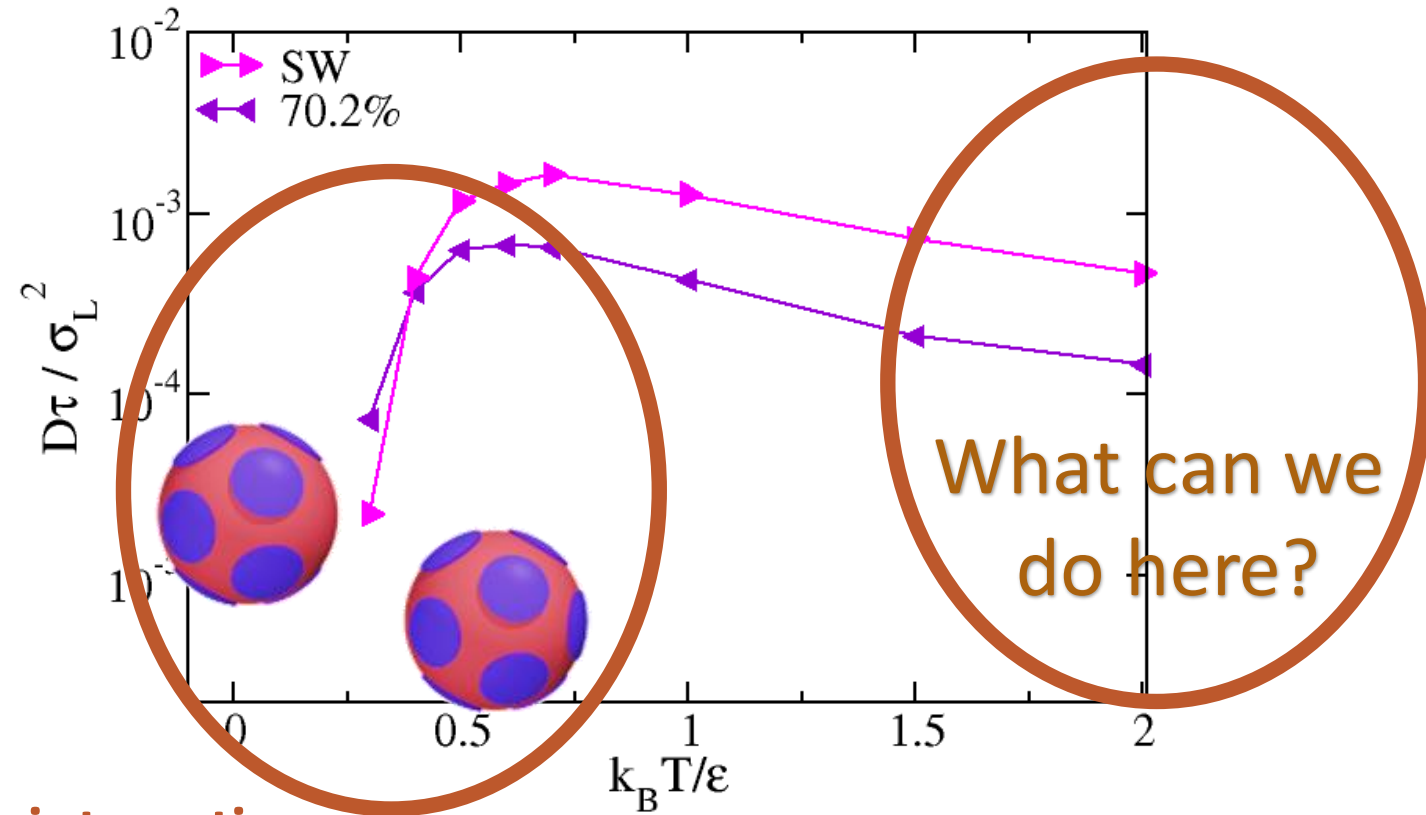 10-2
SW
70.2%
10-3
Dτ / σL2
10-4
What can we
do here?
0
0.5
1
1.5
2
kBT/ε